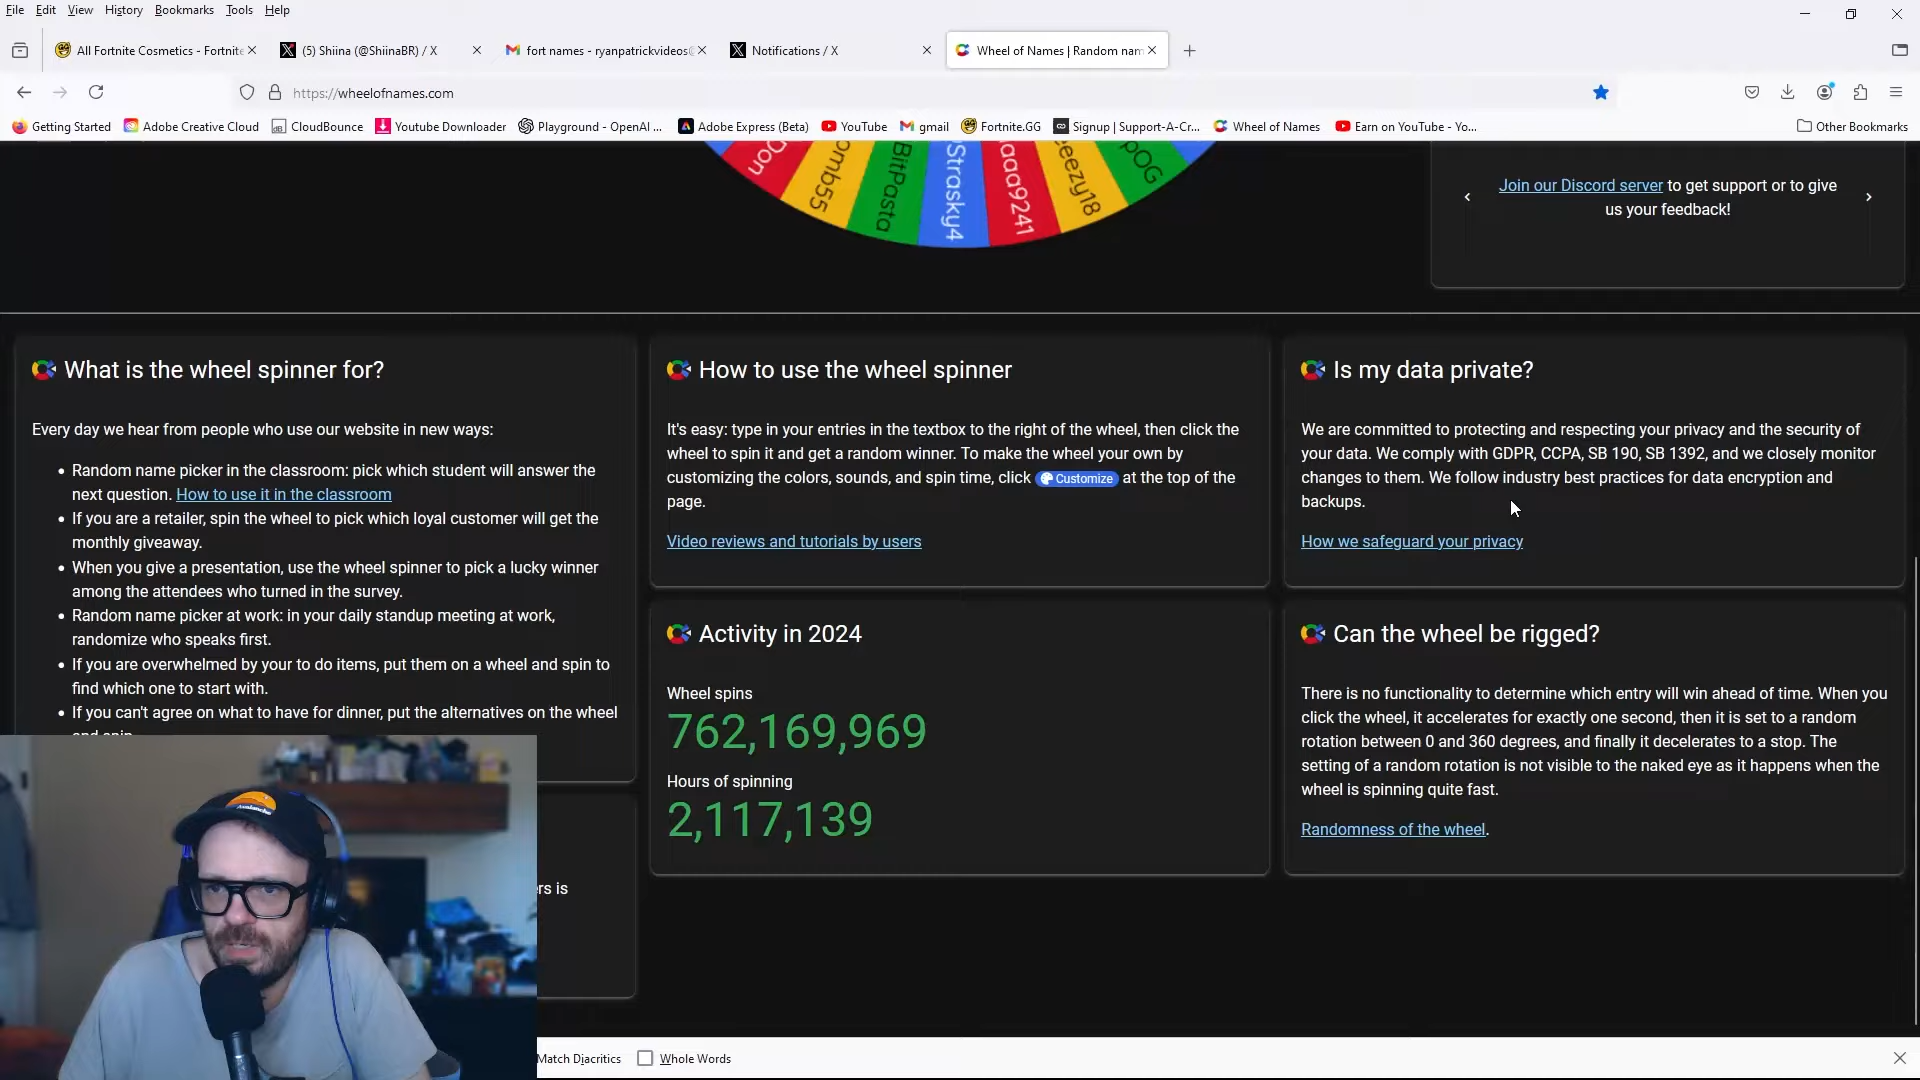 File Edit View History Bookmarks Tools Help
All Fortnite Cosmetics - Fortnite
(5) Shiina (@ShiinaBR) / X
fort names - ryanpatrickvideos@
Notifications / X
Wheel of Names | Random nam
https://wheelofnames.com
Getting Started Adobe Creative Cloud CloudBounce Youtube Downloader Playground - OpenAI ... Adobe Express (Beta) YouTube gmail Fortnite.GG Signup | Support-A-Cr... Wheel of Names Earn on YouTube - Yo... Other Bookmarks
Don
omb55
BitPasta
Strasky4
aaa9241
eezy18
pOG
Join our Discord server to get support or to give
us your feedback!
What is the wheel spinner for?
Every day we hear from people who use our website in new ways:
• Random name picker in the classroom: pick which student will answer the
next question. How to use it in the classroom
• If you are a retailer, spin the wheel to pick which loyal customer will get the
monthly giveaway.
• When you give a presentation, use the wheel spinner to pick a lucky winner
among the attendees who turned in the survey.
• Random name picker at work: in your daily standup meeting at work,
randomize who speaks first.
• If you are overwhelmed by your to do items, put them on a wheel and spin to
find which one to start with.
• If you can't agree on what to have for dinner, put the alternatives on the wheel
and spin.
ers is
How to use the wheel spinner
It's easy: type in your entries in the textbox to the right of the wheel, then click the
wheel to spin it and get a random winner. To make the wheel your own by
customizing the colors, sounds, and spin time, click Customize at the top of the
page.
Video reviews and tutorials by users
Activity in 2024
Wheel spins
762,169,969
Hours of spinning
2,117,139
Is my data private?
We are committed to protecting and respecting your privacy and the security of
your data. We comply with GDPR, CCPA, SB 190, SB 1392, and we closely monitor
changes to them. We follow industry best practices for data encryption and
backups.
How we safeguard your privacy
Can the wheel be rigged?
There is no functionality to determine which entry will win ahead of time. When you
click the wheel, it accelerates for exactly one second, then it is set to a random
rotation between 0 and 360 degrees, and finally it decelerates to a stop. The
setting of a random rotation is not visible to the naked eye as it happens when the
wheel is spinning quite fast.
Randomness of the wheel.
Avalanche
Match Diacritics Whole Words